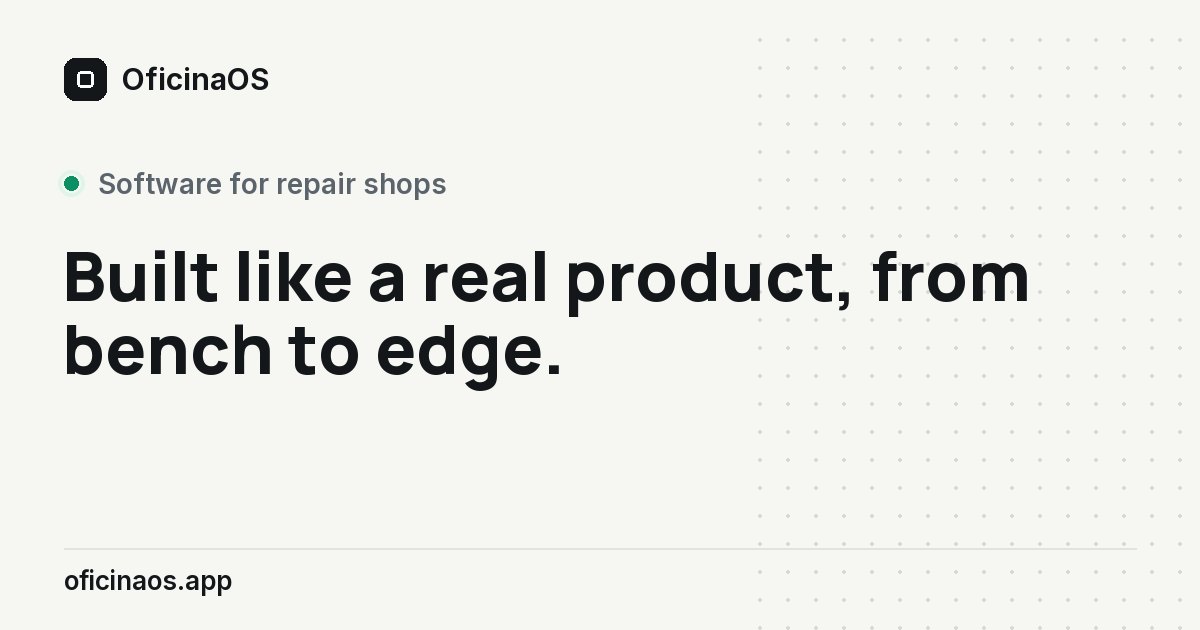 OficinaOS
Software for repair shops
Built like a real product, from
bench to edge.
oficinaos.app